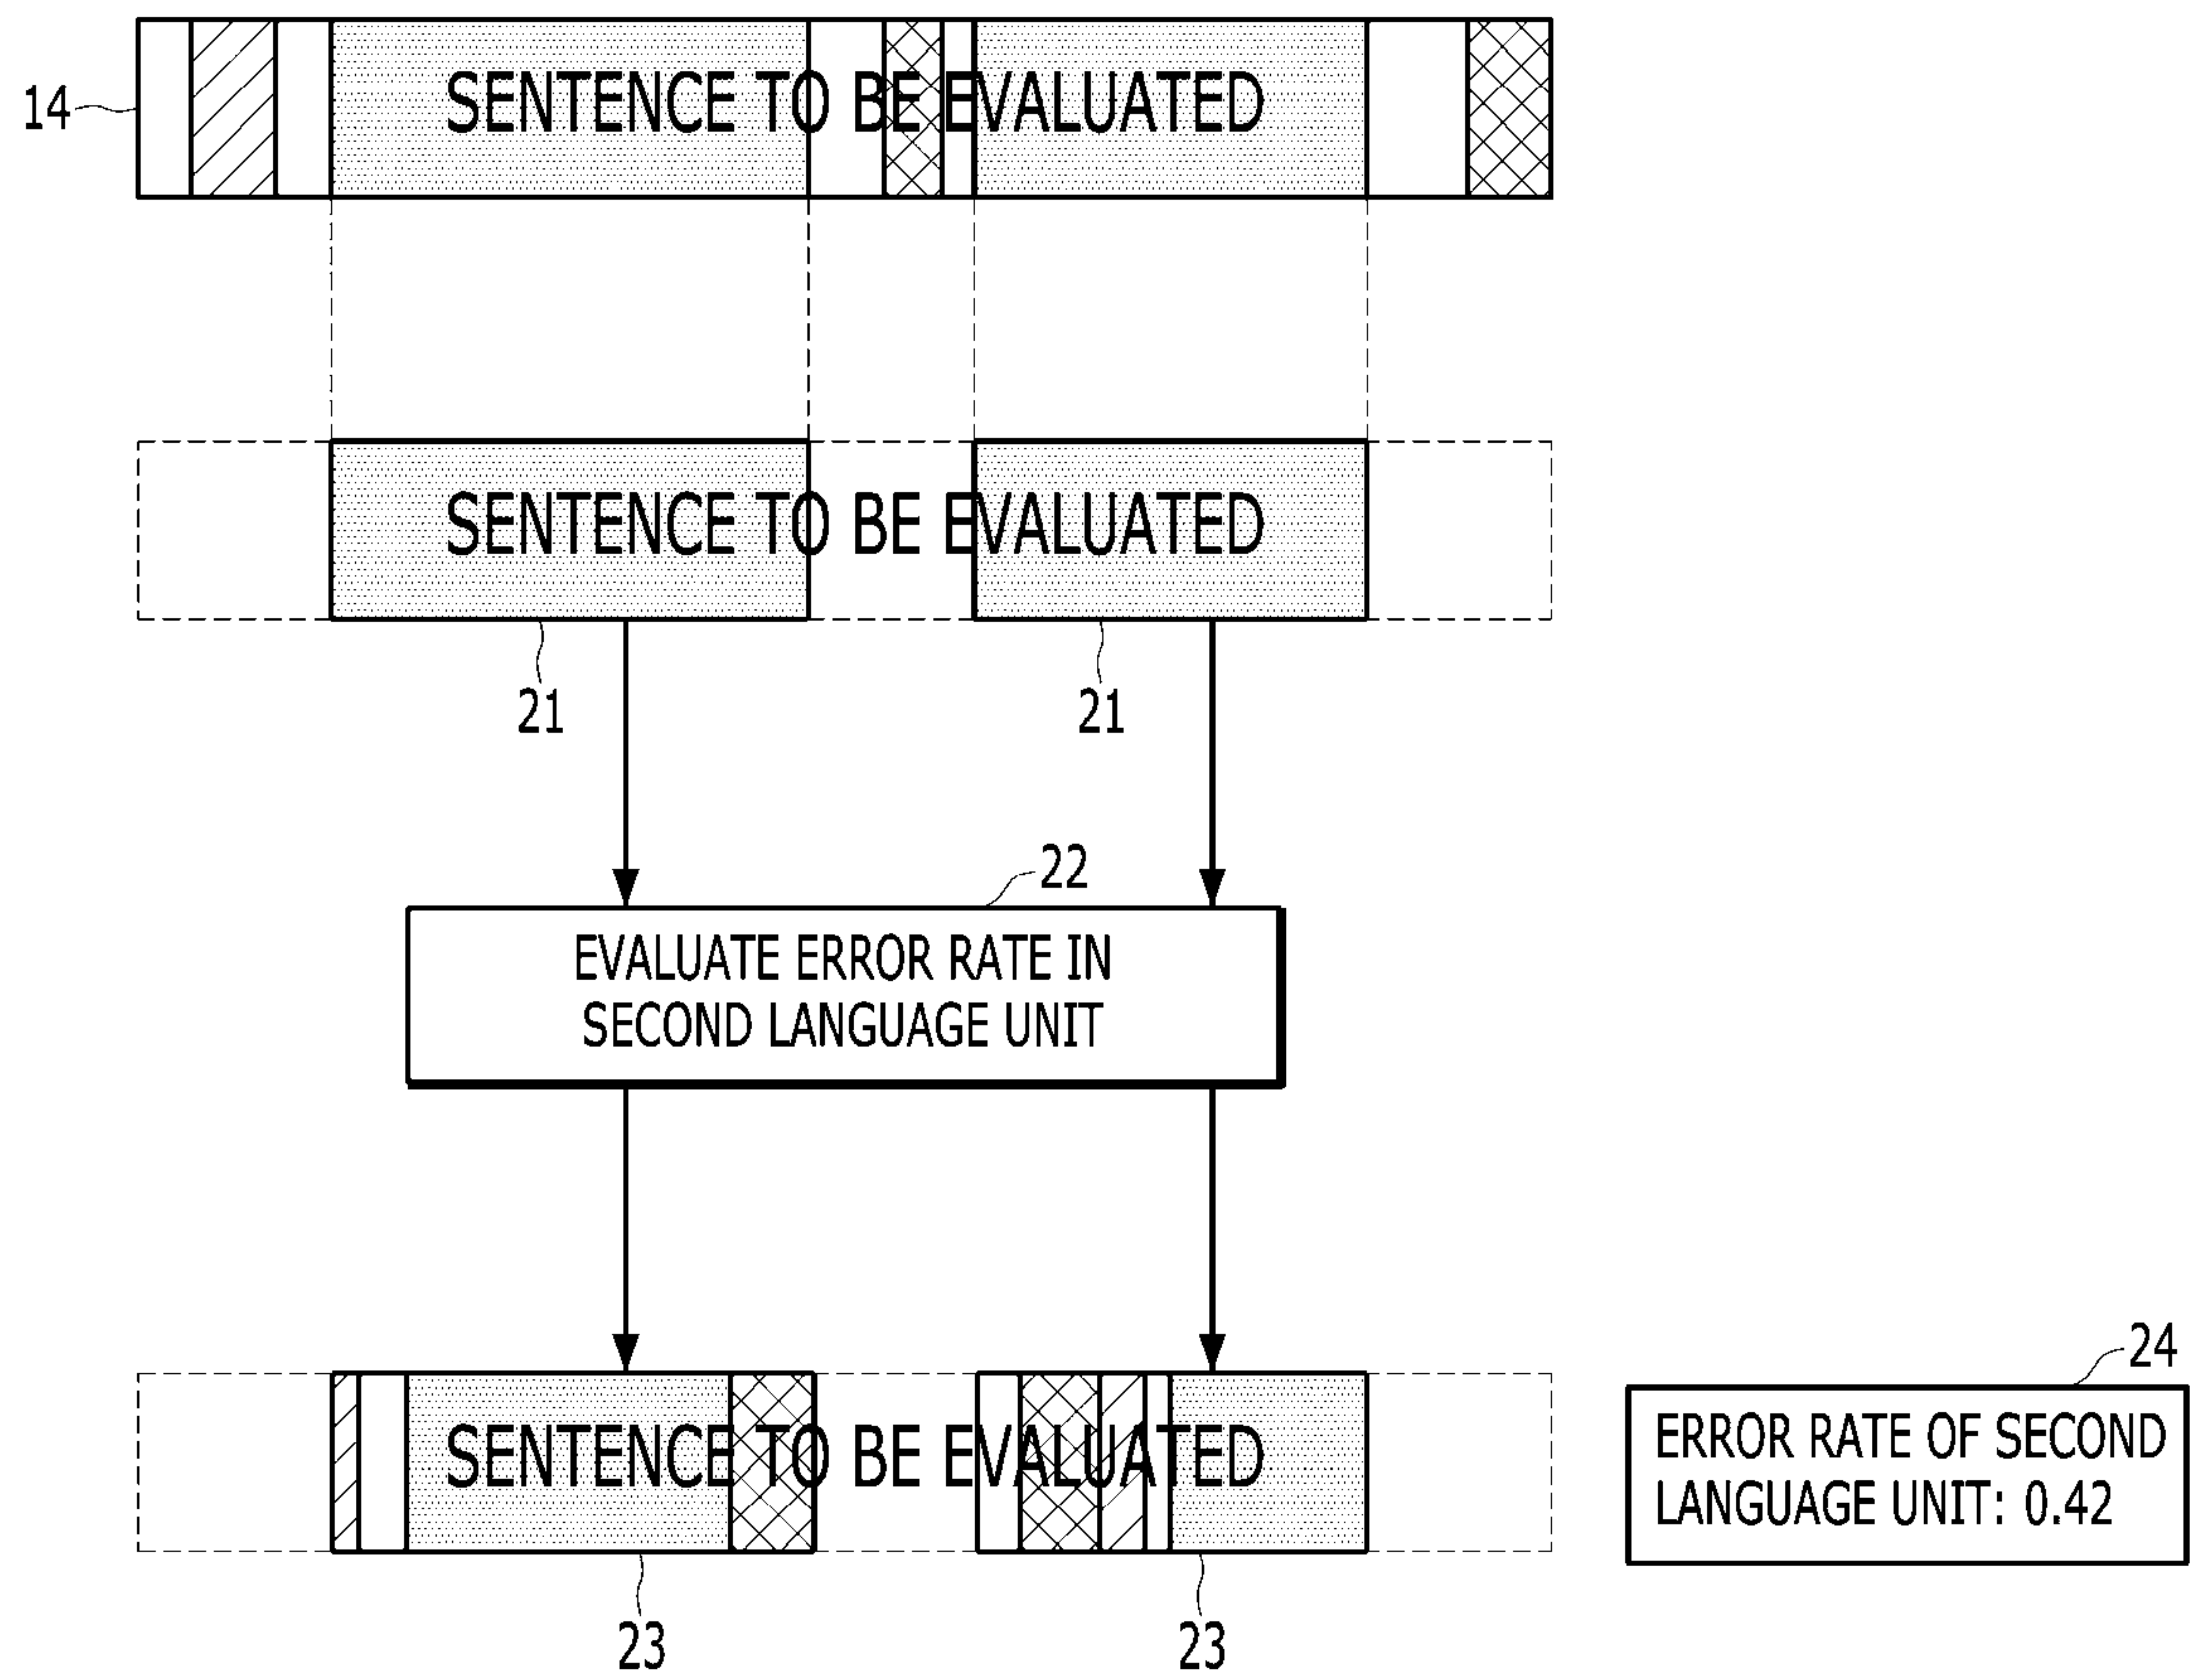 14
SENTENCE TO BE EVALUATED
SENTENCE TO BE EVALUATED
21
21
22
EVALUATE ERROR RATE IN
SECOND LANGUAGE UNIT
SENTENCE TO BE EVALUATED
23
23
24
ERROR RATE OF SECOND
LANGUAGE UNIT: 0.42